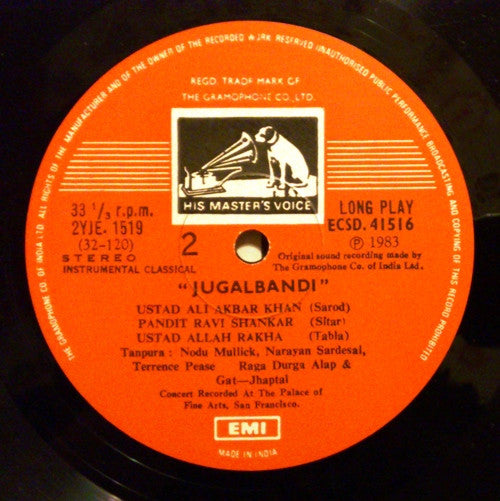 ALL RIGHTS OF THE MANUFACTURER AND OF THE OWNER OF THE RECORDED WORK RESERVED UNAUTHORISED PUBLIC PERFORMANCE BROADCASTING AND COPYING OF THIS RECORD PROHIBITED
THE GRAMOPHONE CO. OF INDIA LTD.
REGD. TRADE MARK OF
THE GRAMOPHONE CO., LTD.
HIS MASTER'S VOICE
33 1/3 r.p.m.
2YJE. 1519
(32-120)
STEREO
INSTRUMENTAL CLASSICAL
2
LONG PLAY
ECSD. 41516
Ⓟ 1983
Original sound recording made by
The Gramophone Co. of India Ltd.
"JUGALBANDI"
USTAD ALI AKBAR KHAN (Sarod)
PANDIT RAVI SHANKAR (Sitar)
USTAD ALLAH RAKHA (Tabla)
Tanpura : Nodu Mullick, Narayan Sardesai,
Terrence Pease Raga Durga Alap &
Gat—Jhaptal
Concert Recorded At The Palace of
Fine Arts, San Francisco.
EMI
MADE IN INDIA